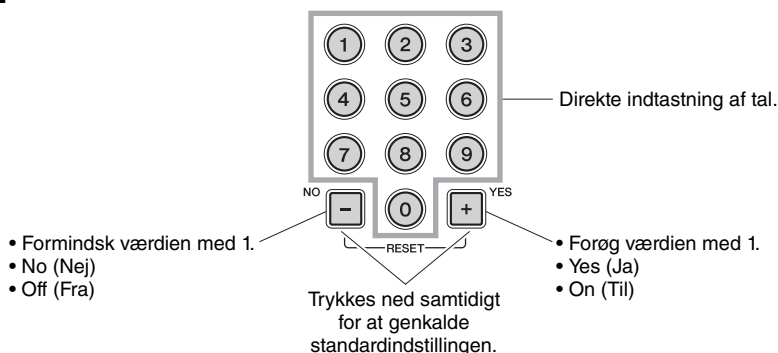 1 2 3
4 5 6
Direkte indtastning af tal.
7 8 9
NO - 0 + YES
RESET
• Formindsk værdien med 1.
• No (Nej)
• Off (Fra)
• Forøg værdien med 1.
• Yes (Ja)
• On (Til)
Trykkes ned samtidigt
for at genkalde
standardindstillingen.